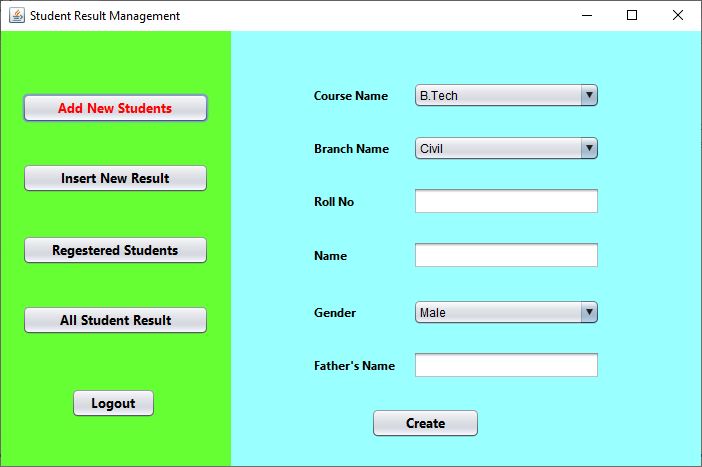 Student Result Management
Add New Students
Insert New Result
Regestered Students
All Student Result
Logout
Course Name B.Tech
Branch Name Civil
Roll No
Name
Gender Male
Father's Name
Create